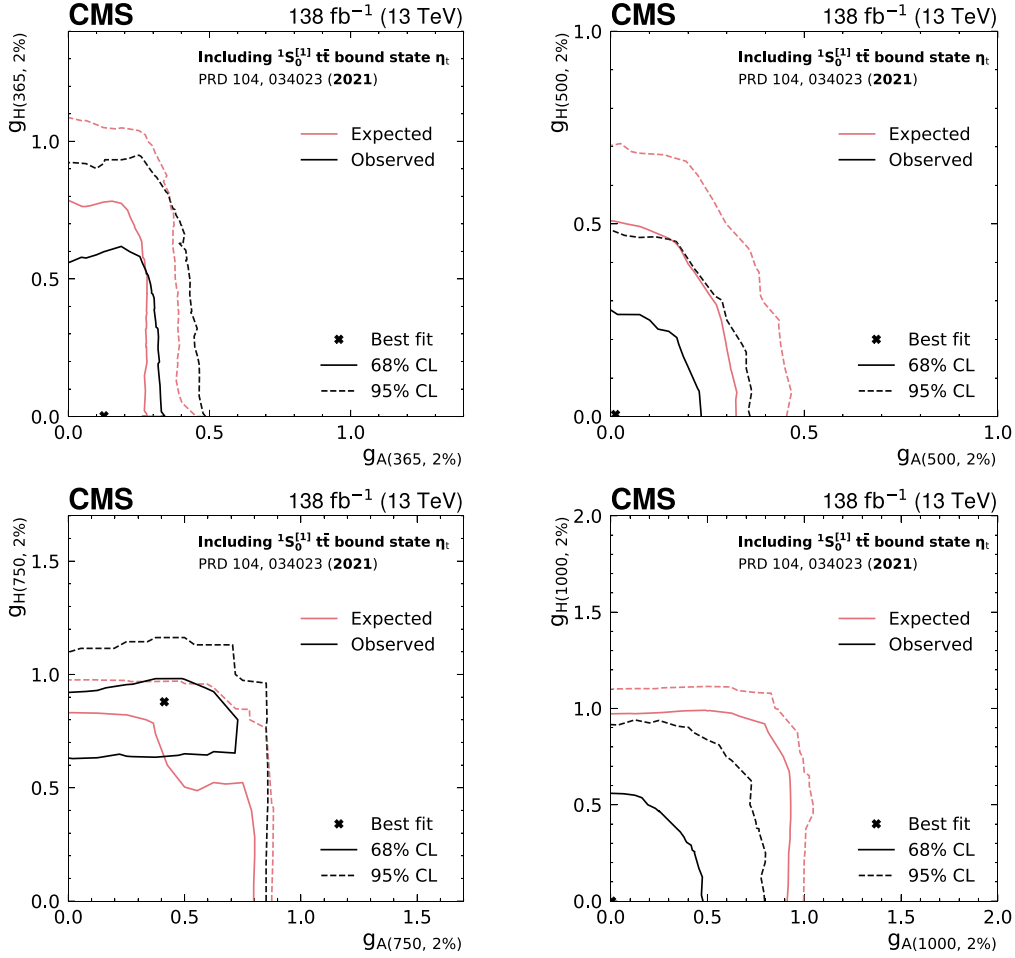 CMS 138 fb⁻¹ (13 TeV)
Including ¹S₀^[1] tt̄ bound state ηₜ
PRD 104, 034023 (2021)
Expected
Observed
Best fit
68% CL
95% CL
g_H(365, 2%)
1.0
0.5
0.0
0.0 0.5 1.0
g_A(365, 2%)
CMS 138 fb⁻¹ (13 TeV)
Including ¹S₀^[1] tt̄ bound state ηₜ
PRD 104, 034023 (2021)
Expected
Observed
Best fit
68% CL
95% CL
g_H(500, 2%)
1.0
0.5
0.0
0.0 0.5 1.0
g_A(500, 2%)
CMS 138 fb⁻¹ (13 TeV)
Including ¹S₀^[1] tt̄ bound state ηₜ
PRD 104, 034023 (2021)
Expected
Observed
Best fit
68% CL
95% CL
g_H(750, 2%)
1.5
1.0
0.5
0.0
0.0 0.5 1.0 1.5
g_A(750, 2%)
CMS 138 fb⁻¹ (13 TeV)
Including ¹S₀^[1] tt̄ bound state ηₜ
PRD 104, 034023 (2021)
Expected
Observed
Best fit
68% CL
95% CL
g_H(1000, 2%)
2.0
1.5
1.0
0.5
0.0
0.0 0.5 1.0 1.5 2.0
g_A(1000, 2%)